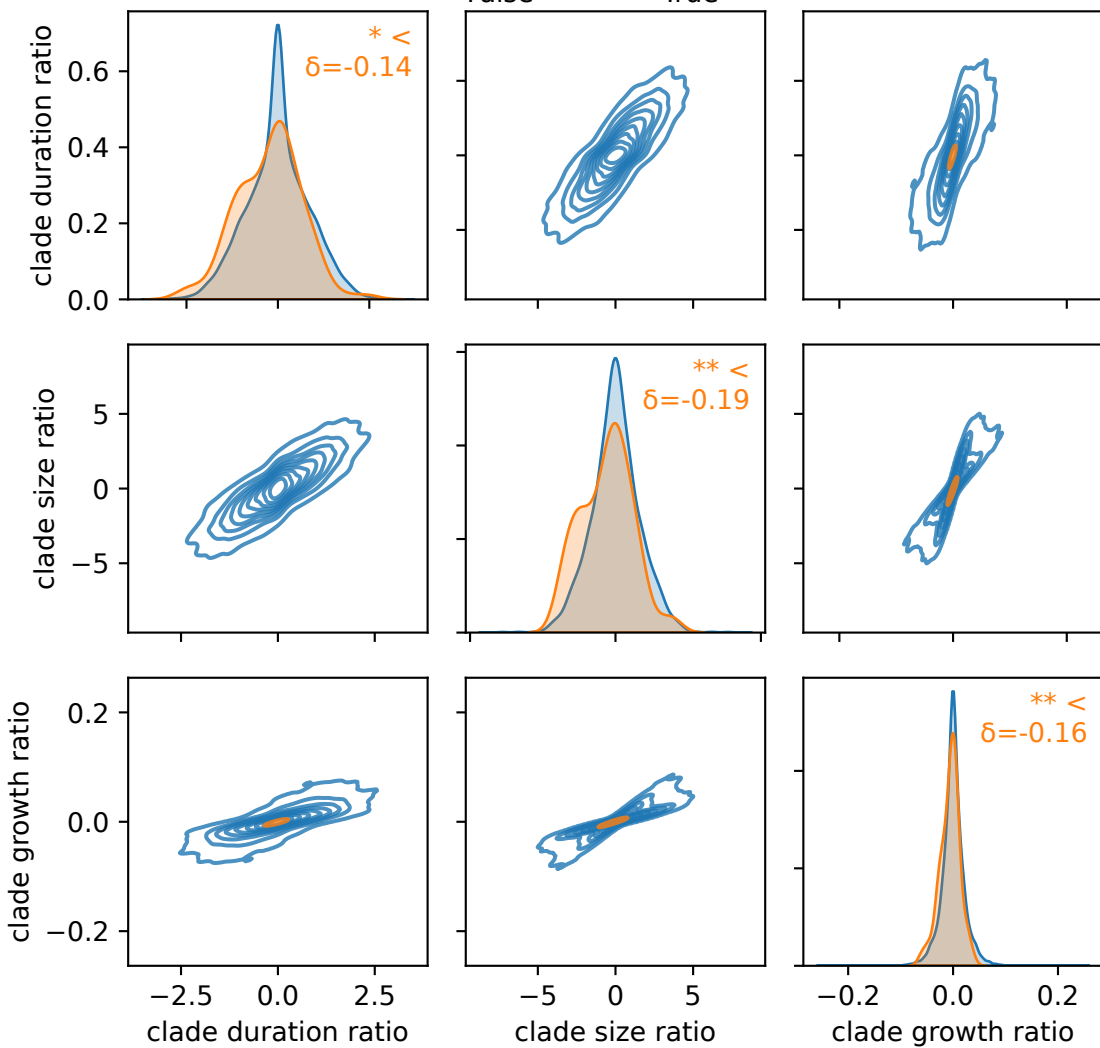 True
* <
δ=-0.14
clade duration ratio
0.6
0.4
0.2
0.0
** <
δ=-0.19
clade size ratio
5
0
−5
** <
δ=-0.16
clade growth ratio
0.2
0.0
−0.2
−2.5 0.0 2.5 −5 0 5 −0.2 0.0 0.2
clade duration ratio clade size ratio clade growth ratio